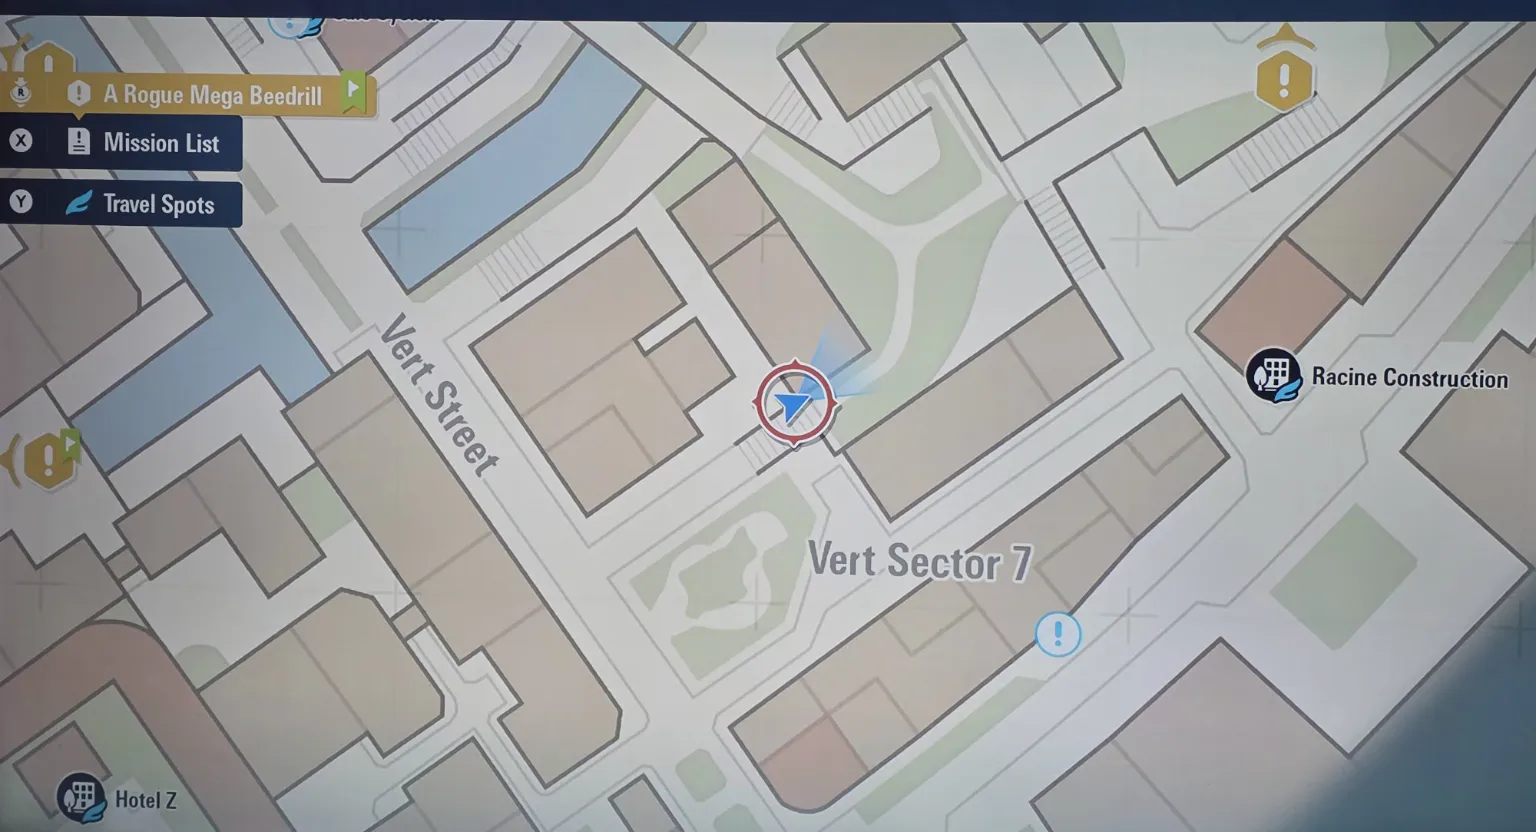 A Rogue Mega Beedrill
R
X Mission List
Y Travel Spots
Vert Street
Racine Construction
Vert Sector 7
Hotel Z